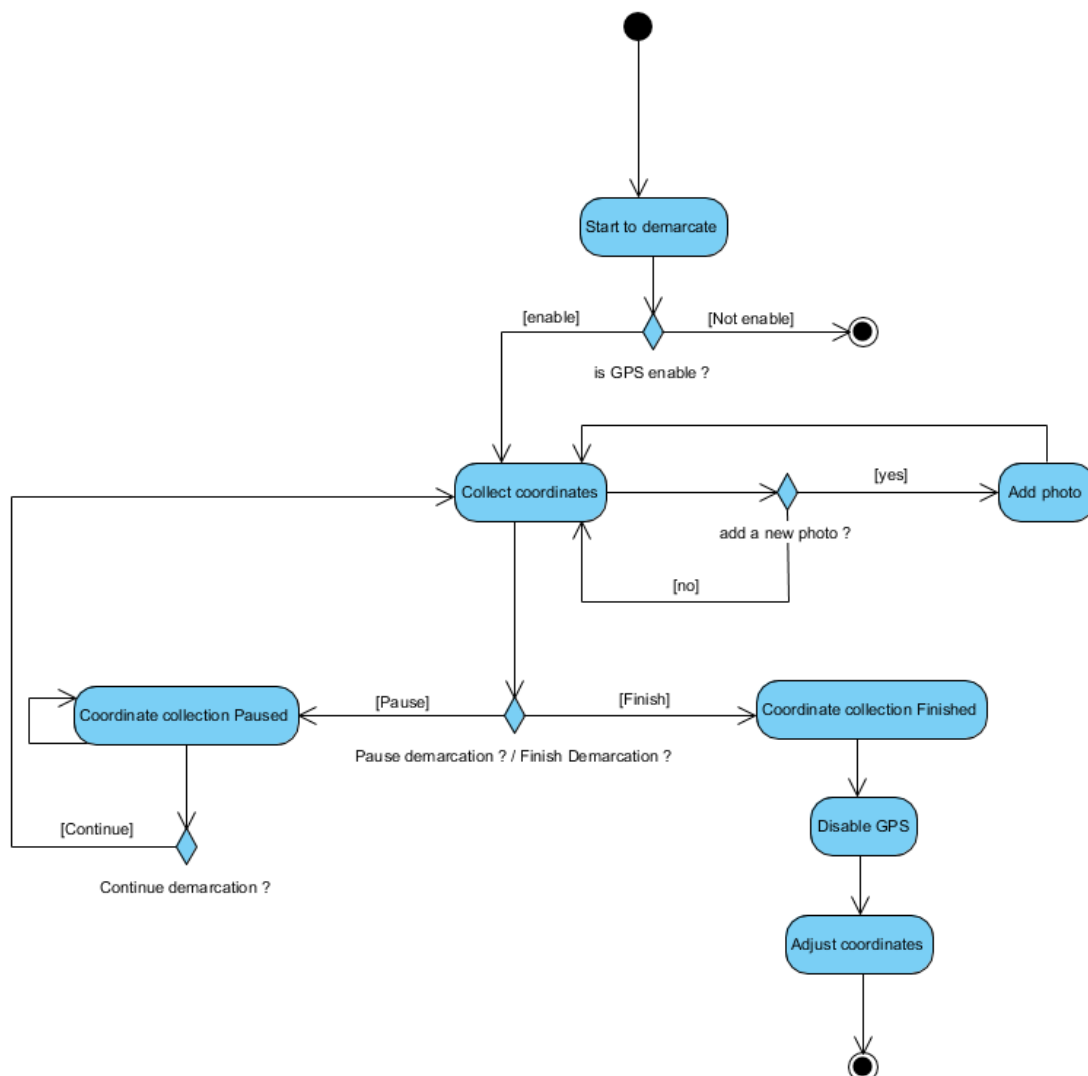 Start to demarcate
[enable]
[Not enable]
is GPS enable ?
Collect coordinates
[yes]
Add photo
add a new photo ?
[no]
[Pause]
[Finish]
Coordinate collection Paused
Coordinate collection Finished
Pause demarcation ? / Finish Demarcation ?
[Continue]
Disable GPS
Continue demarcation ?
Adjust coordinates